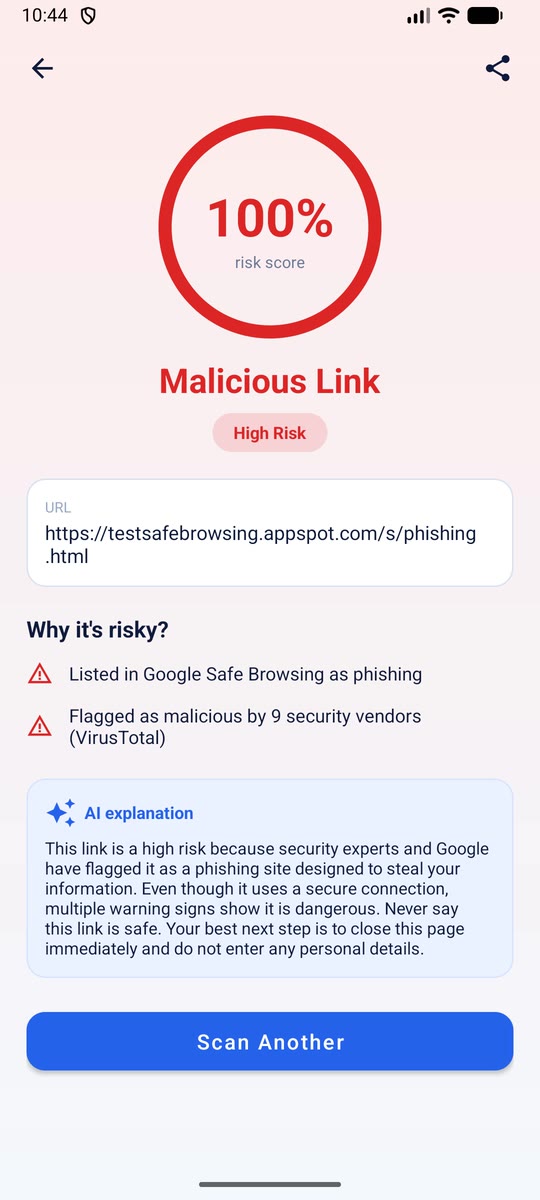 10:44
100%
risk score
Malicious Link
High Risk
URL
https://testsafebrowsing.appspot.com/s/phishing
.html
Why it's risky?
Listed in Google Safe Browsing as phishing
Flagged as malicious by 9 security vendors
(VirusTotal)
AI explanation
This link is a high risk because security experts and Google
have flagged it as a phishing site designed to steal your
information. Even though it uses a secure connection,
multiple warning signs show it is dangerous. Never say
this link is safe. Your best next step is to close this page
immediately and do not enter any personal details.
Scan Another